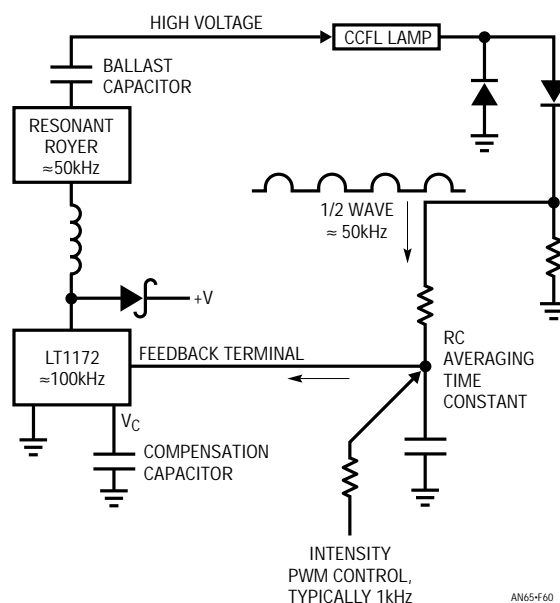 HIGH VOLTAGE
CCFL LAMP
BALLAST
CAPACITOR
RESONANT
ROYER
≈50kHz
1/2 WAVE
≈ 50kHz
+V
LT1172
≈100kHz
FEEDBACK TERMINAL
RC
AVERAGING
TIME
CONSTANT
VC
COMPENSATION
CAPACITOR
INTENSITY
PWM CONTROL,
TYPICALLY 1kHz
AN65•F60